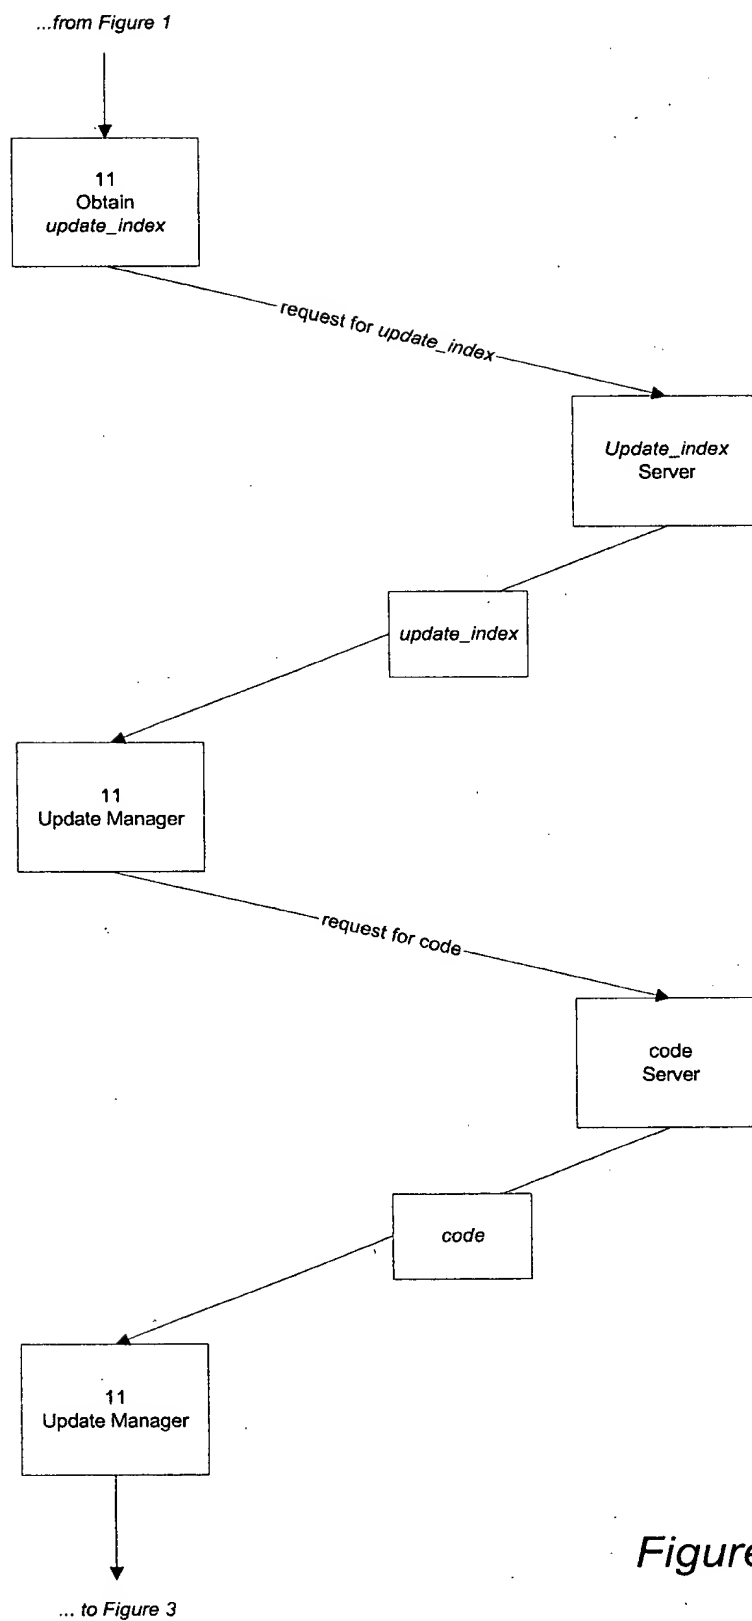 ...from Figure 1
11
Obtain
update_index
request for update_index
Update_index
Server
update_index
11
Update Manager
request for code
code
Server
code
11
Update Manager
Figure
... to Figure 3